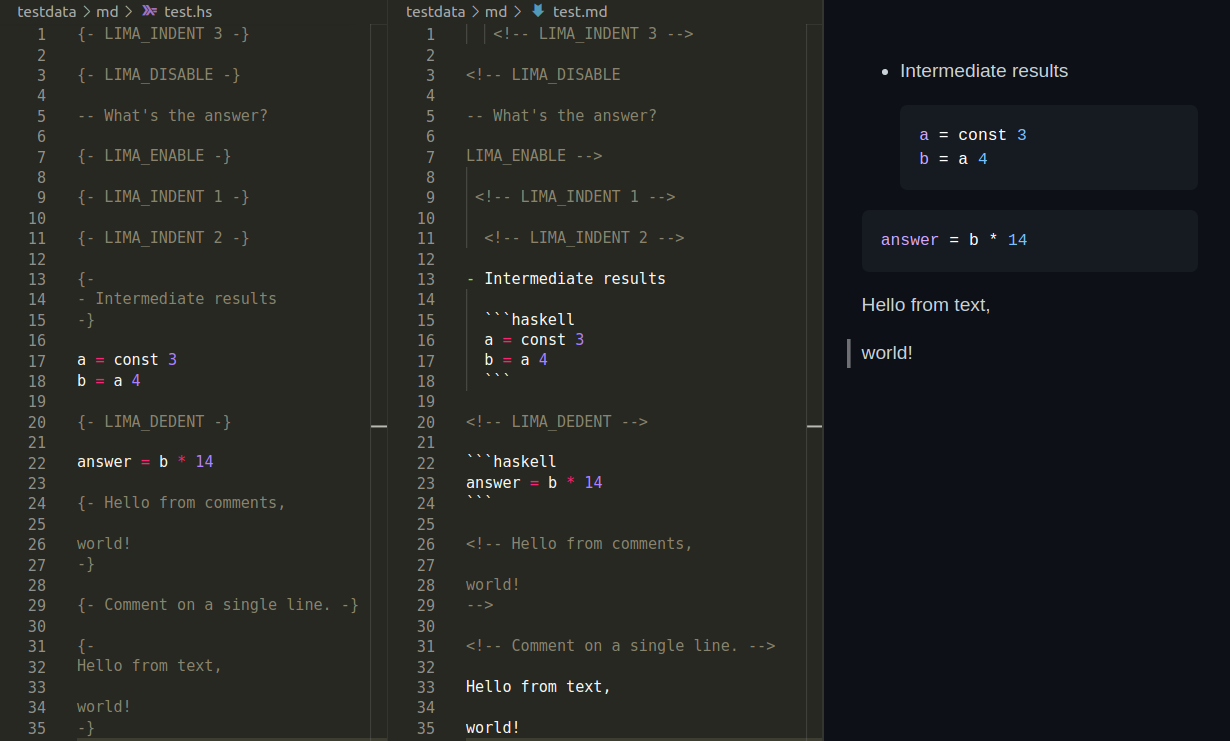 testdata > md > test.hs
1 {- LIMA_INDENT 3 -}
2
3 {- LIMA_DISABLE -}
4
5 -- What's the answer?
6
7 {- LIMA_ENABLE -}
8
9 {- LIMA_INDENT 1 -}
10
11 {- LIMA_INDENT 2 -}
12
13 {-
14 - Intermediate results
15 -}
16
17 a = const 3
18 b = a 4
19
20 {- LIMA_DEDENT -}
21
22 answer = b * 14
23
24 {- Hello from comments,
25
26 world!
27 -}
28
29 {- Comment on a single line. -}
30
31 {-
32 Hello from text,
33
34 world!
35 -}
testdata > md > test.md
1    <!-- LIMA_INDENT 3 -->
2
3 <!-- LIMA_DISABLE
4
5 -- What's the answer?
6
7 LIMA_ENABLE -->
8
9  <!-- LIMA_INDENT 1 -->
10
11   <!-- LIMA_INDENT 2 -->
12
13 - Intermediate results
14
15   ```haskell
16   a = const 3
17   b = a 4
18   ```
19
20 <!-- LIMA_DEDENT -->
21
22 ```haskell
23 answer = b * 14
24 ```
25
26 <!-- Hello from comments,
27
28 world!
29 -->
30
31 <!-- Comment on a single line. -->
32
33 Hello from text,
34
35 world!
• Intermediate results
a = const 3
b = a 4
answer = b * 14
Hello from text,
world!